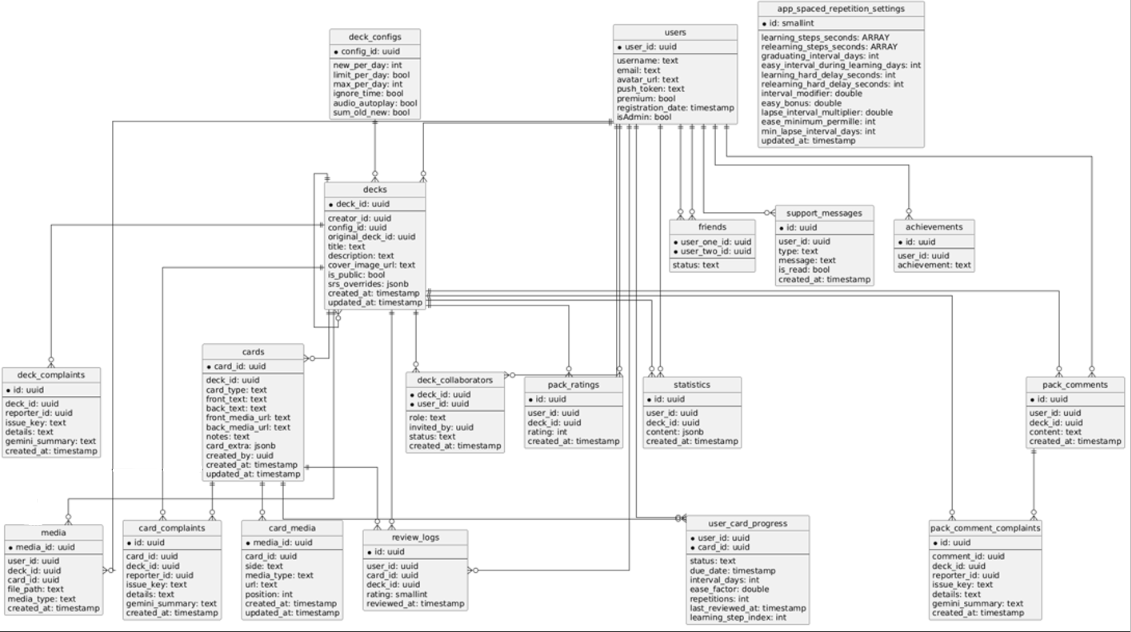 app_spaced_repetition_settings
● id: smallint
learning_steps_seconds: ARRAY
relearning_steps_seconds: ARRAY
graduating_interval_days: int
easy_interval_during_learning_days: int
learning_hard_delay_seconds: int
relearning_hard_delay_seconds: int
interval_modifier: double
easy_bonus: double
lapse_interval_multiplier: double
ease_minimum_permille: int
min_lapse_interval_days: int
updated_at: timestamp
users
● user_id: uuid
username: text
email: text
avatar_url: text
push_token: text
premium: bool
registration_date: timestamp
isAdmin: bool
deck_configs
● config_id: uuid
new_per_day: int
limit_per_day: bool
max_per_day: int
ignore_time: bool
audio_autoplay: bool
sum_old_new: bool
decks
● deck_id: uuid
creator_id: uuid
config_id: uuid
original_deck_id: uuid
title: text
description: text
cover_image_url: text
is_public: bool
srs_overrides: jsonb
created_at: timestamp
updated_at: timestamp
friends
● user_one_id: uuid
● user_two_id: uuid
status: text
support_messages
● id: uuid
user_id: uuid
type: text
message: text
is_read: bool
created_at: timestamp
achievements
● id: uuid
user_id: uuid
achievement: text
deck_complaints
● id: uuid
deck_id: uuid
reporter_id: uuid
issue_key: text
details: text
gemini_summary: text
created_at: timestamp
cards
● card_id: uuid
deck_id: uuid
card_type: text
front_text: text
back_text: text
front_media_url: text
back_media_url: text
notes: text
card_extra: jsonb
created_by: uuid
created_at: timestamp
updated_at: timestamp
deck_collaborators
● deck_id: uuid
● user_id: uuid
role: text
invited_by: uuid
status: text
created_at: timestamp
pack_ratings
● id: uuid
user_id: uuid
deck_id: uuid
rating: int
created_at: timestamp
statistics
● id: uuid
user_id: uuid
deck_id: uuid
content: jsonb
created_at: timestamp
pack_comments
● id: uuid
user_id: uuid
deck_id: uuid
content: text
created_at: timestamp
media
● media_id: uuid
user_id: uuid
deck_id: uuid
card_id: uuid
file_path: text
media_type: text
created_at: timestamp
card_complaints
● id: uuid
card_id: uuid
deck_id: uuid
reporter_id: uuid
issue_key: text
details: text
gemini_summary: text
created_at: timestamp
card_media
● media_id: uuid
card_id: uuid
side: text
media_type: text
url: text
position: int
created_at: timestamp
updated_at: timestamp
review_logs
● id: uuid
user_id: uuid
card_id: uuid
deck_id: uuid
rating: smallint
reviewed_at: timestamp
user_card_progress
● user_id: uuid
● card_id: uuid
status: text
due_date: timestamp
interval_days: int
ease_factor: double
repetitions: int
last_reviewed_at: timestamp
learning_step_index: int
pack_comment_complaints
● id: uuid
comment_id: uuid
deck_id: uuid
reporter_id: uuid
issue_key: text
details: text
gemini_summary: text
created_at: timestamp